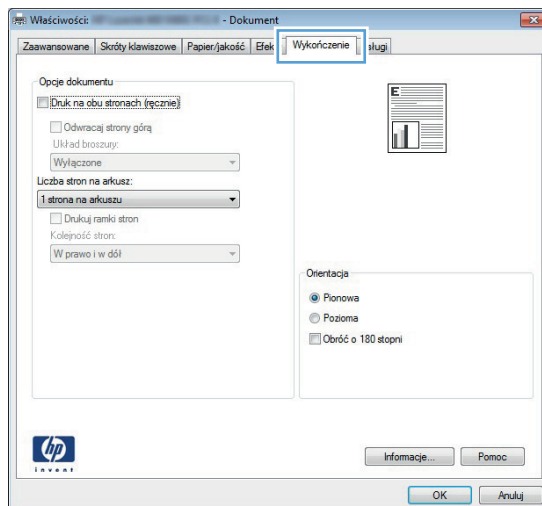 Właściwości: - Dokument
Zaawansowane Skróty klawiszowe Papier/jakość Efek Wykończenie sługi
Opcje dokumentu
Druk na obu stronach (ręcznie)
Odwracaj strony górą
Układ broszury:
Wyłączone
Liczba stron na arkusz:
1 strona na arkuszu
Drukuj ramki stron
Kolejność stron:
W prawo i w dół
E
Orientacja
Pionowa
Pozioma
Obróć o 180 stopni
hp
invent
Informacje... Pomoc
OK Anuluj